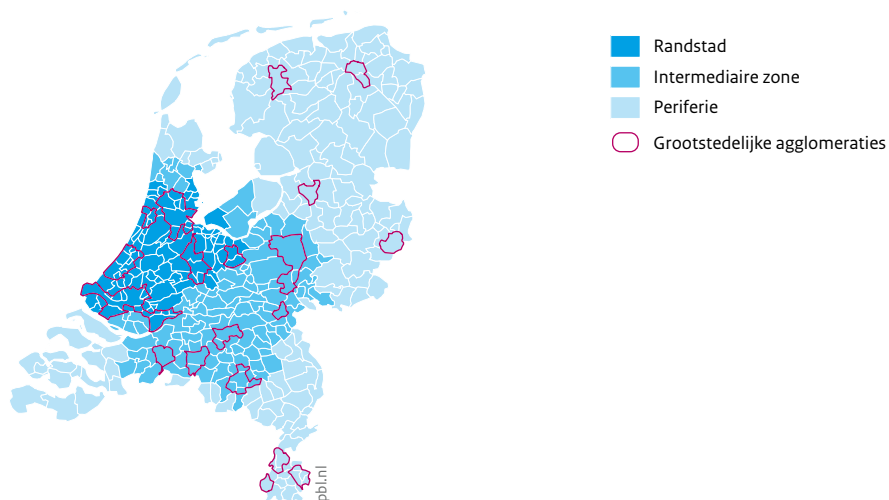 Randstad
Intermediaire zone
Periferie
Grootstedelijke agglomeraties
pbl.nl